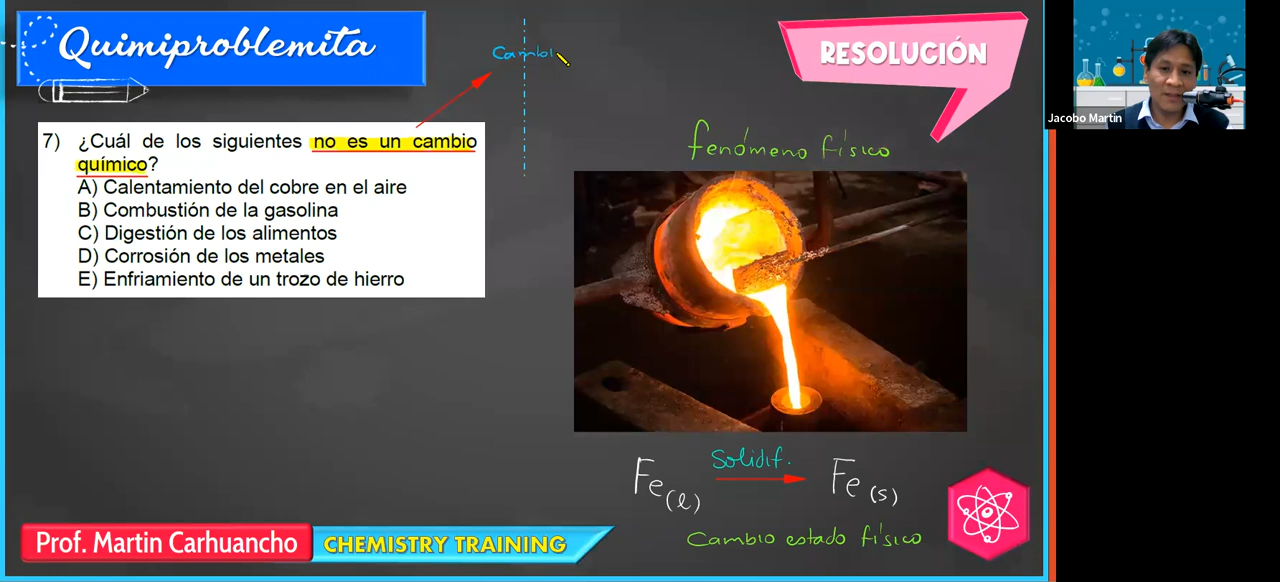 Quimiproblemita
Cambi
RESOLUCIÓN
Jacobo Martin
7) ¿Cuál de los siguientes no es un cambio
químico?
A) Calentamiento del cobre en el aire
B) Combustión de la gasolina
C) Digestión de los alimentos
D) Corrosión de los metales
E) Enfriamiento de un trozo de hierro
fenómeno físico
Fe(l) Solidif. Fe(s)
Cambio estado físico
Prof. Martin Carhuancho CHEMISTRY TRAINING